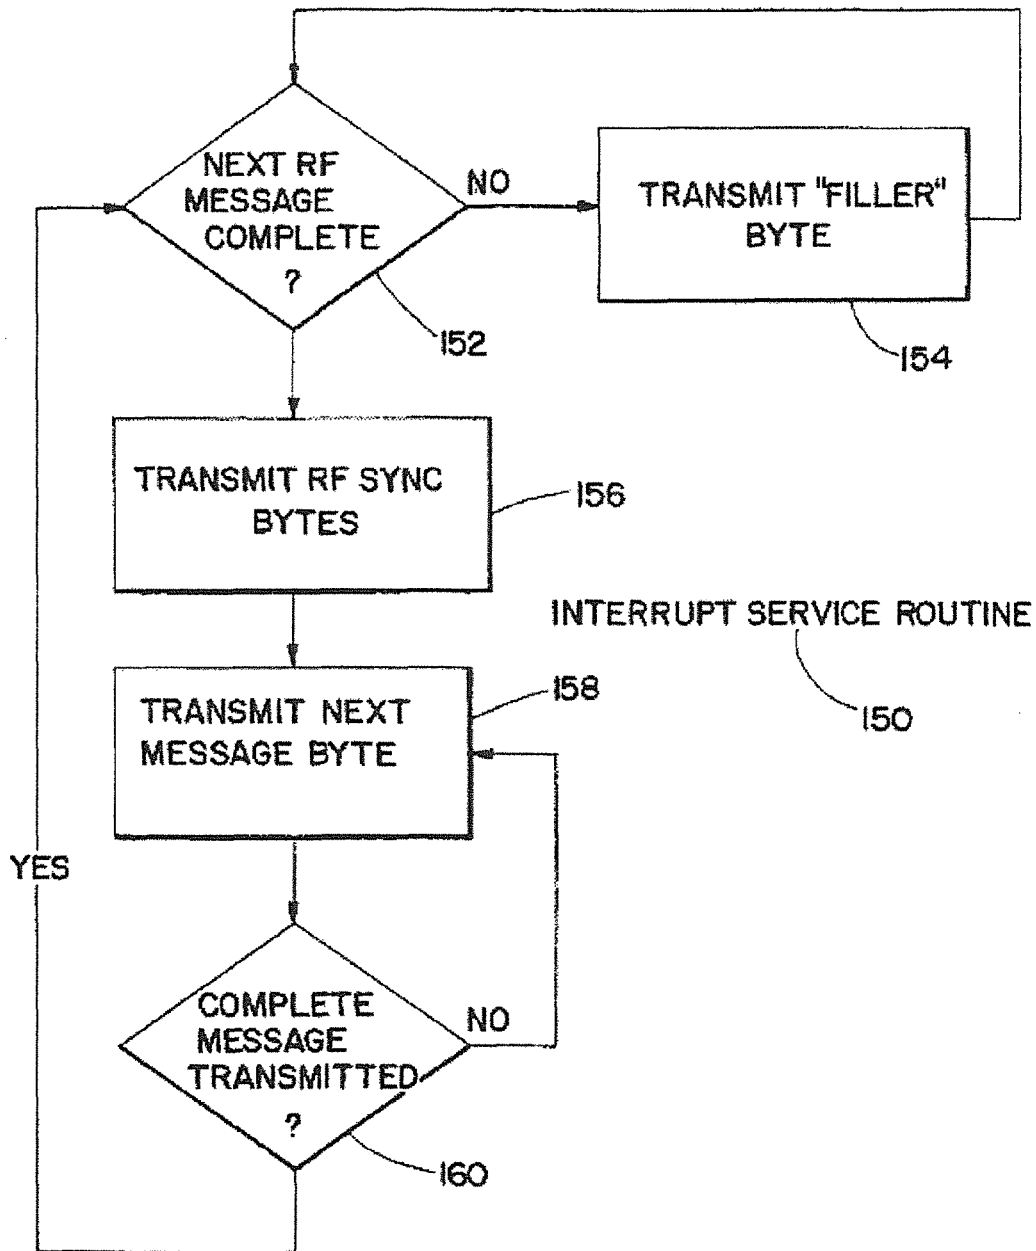 NEXT RF
MESSAGE
COMPLETE
?
NO
152
TRANSMIT "FILLER"
BYTE
154
TRANSMIT RF SYNC
BYTES
156
INTERRUPT SERVICE ROUTINE
150
TRANSMIT NEXT
MESSAGE BYTE
158
YES
COMPLETE
MESSAGE
TRANSMITTED
?
NO
160